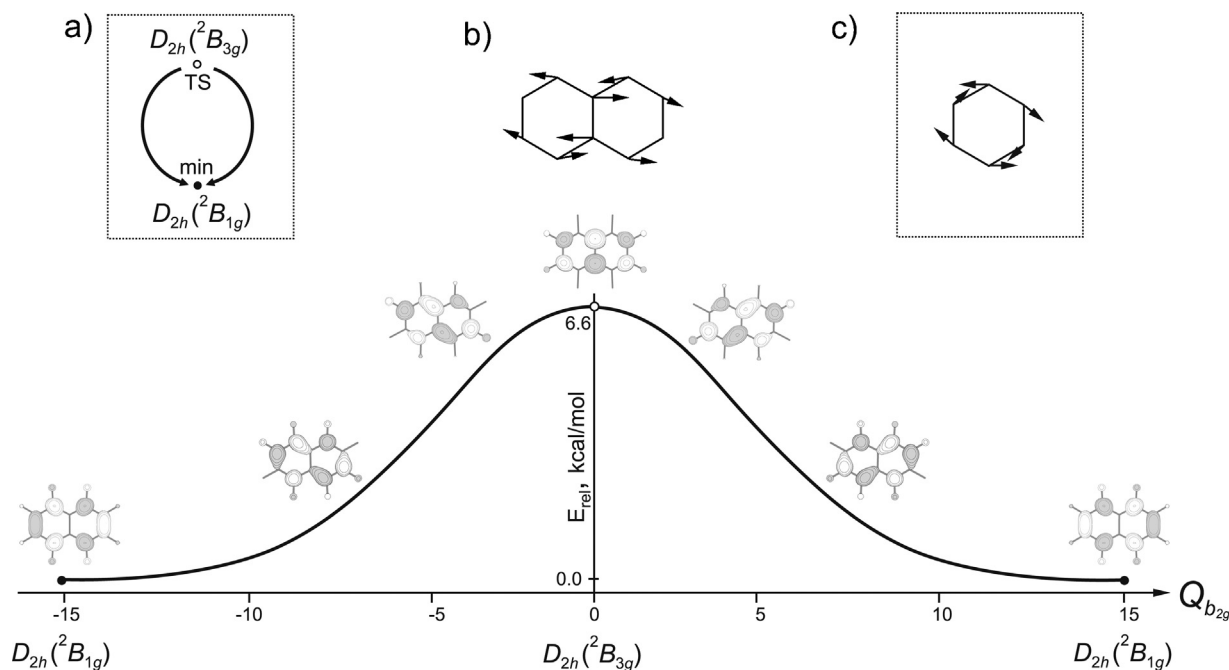 a)
D2h(²B3g)
TS
min
D2h(²B1g)
b)
c)
6.6
Erel, kcal/mol
0.0
-15
-10
-5
0
5
10
15
Qb2g
D2h(²B1g)
D2h(²B3g)
D2h(²B1g)